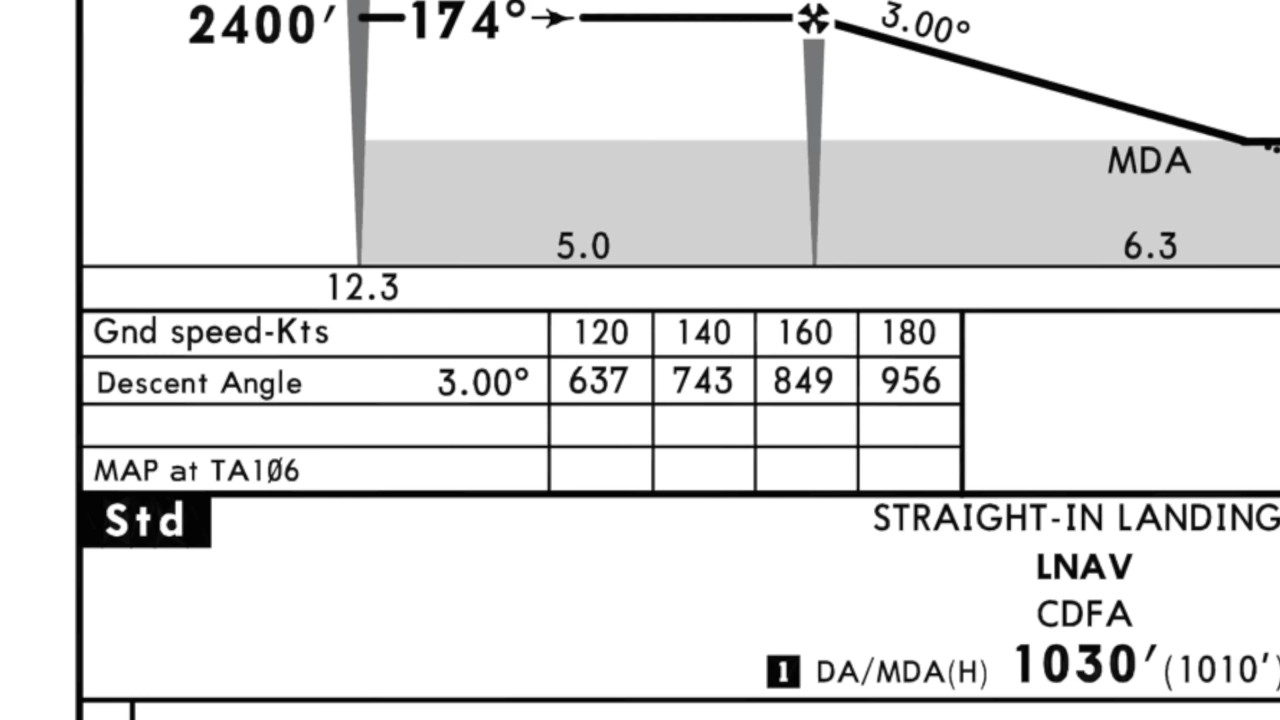 2400′ 174° 3.00°
MDA
5.0 6.3
12.3
Gnd speed-Kts 120 140 160 180
Descent Angle 3.00° 637 743 849 956
MAP at TA1Ø6
Std STRAIGHT-IN LANDING
LNAV
CDFA
1 DA/MDA(H) 1030′(1010′)